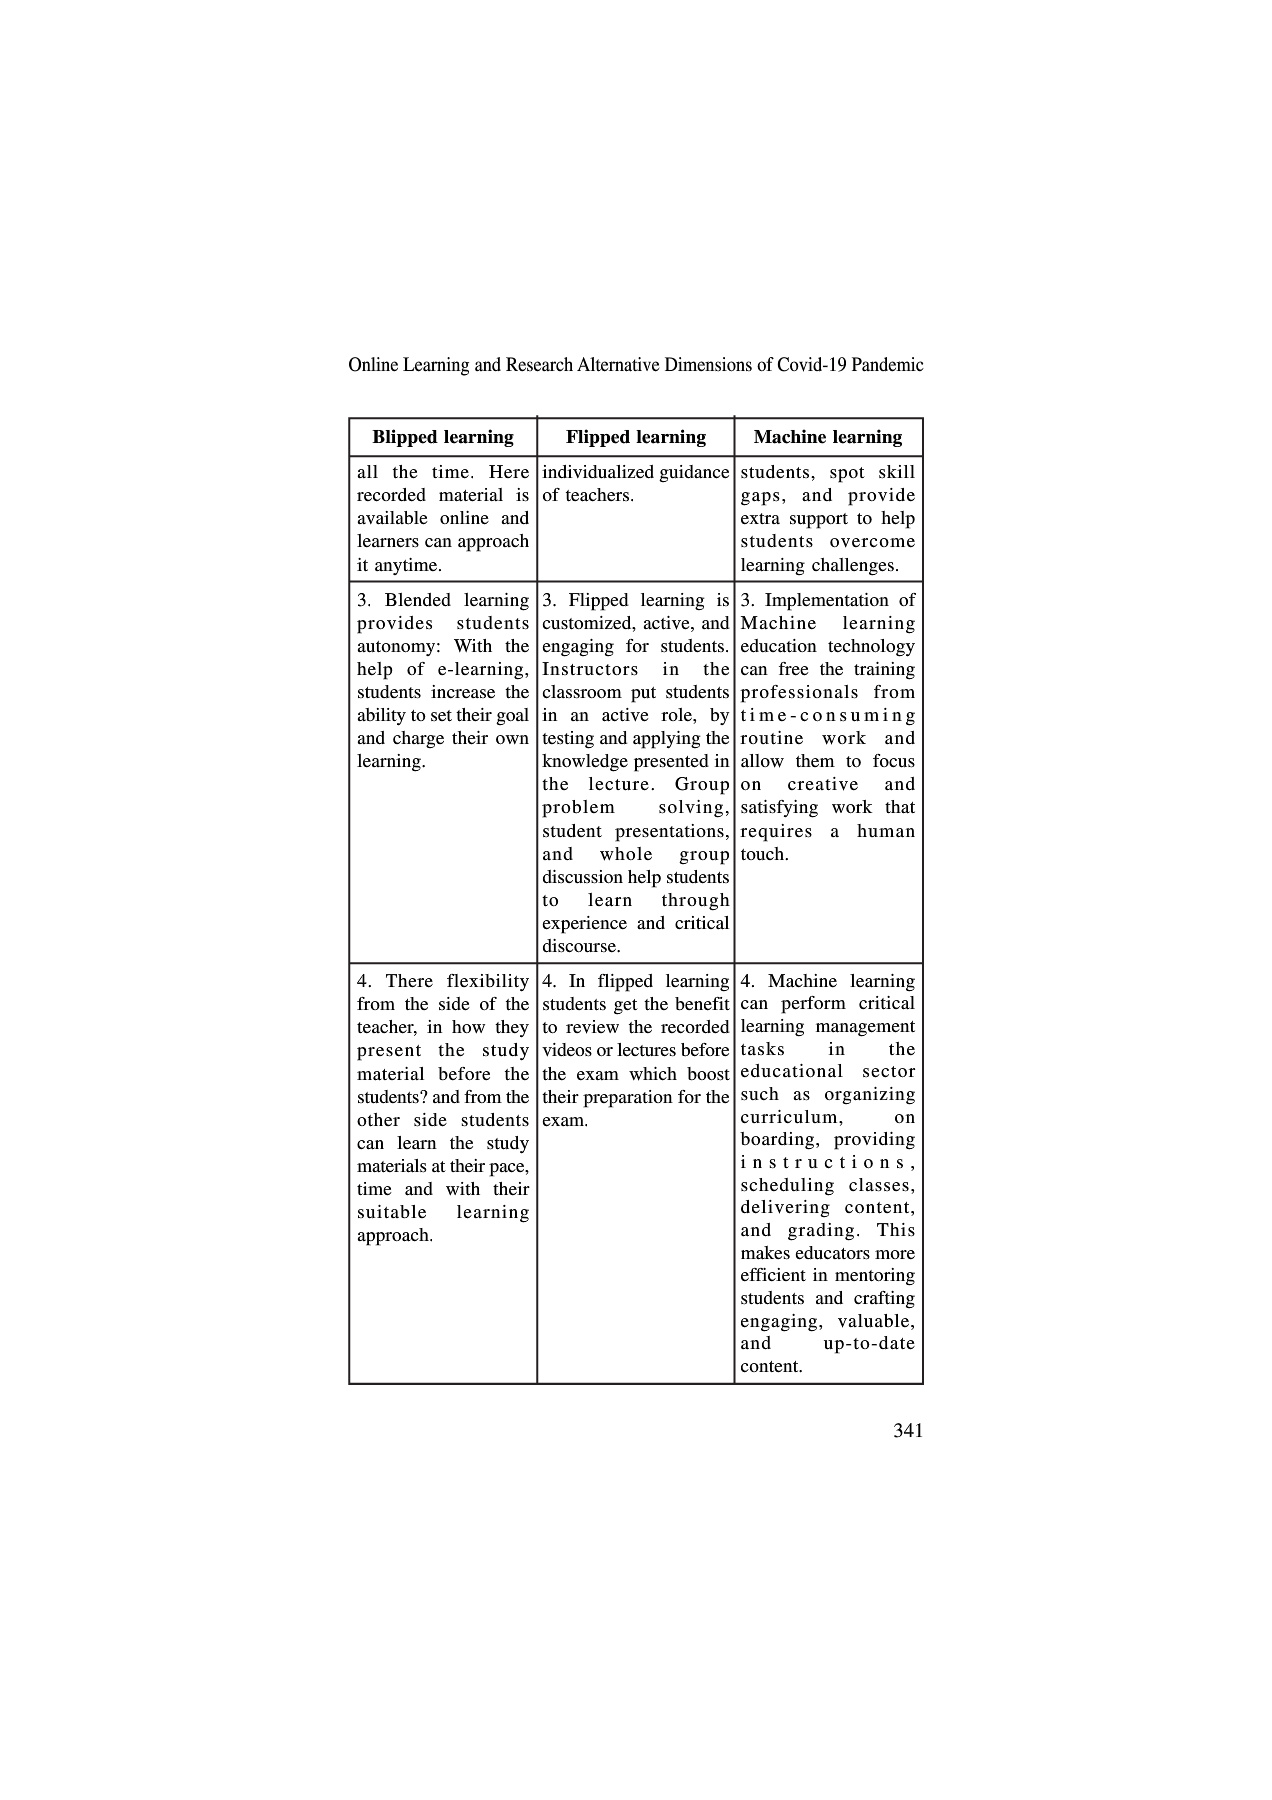 Online Learning and Research Alternative Dimensions of Covid-19 Pandemic
Blipped learning
Flipped learning
Machine learning
all the time. Here
recorded material is
available online and
learners can approach
it anytime.
individualized guidance
of teachers.
students, spot skill
gaps, and provide
extra support to help
students overcome
learning challenges.
3. Blended learning
provides students
autonomy: With the
help of e-learning,
students increase the
ability to set their goal
and charge their own
learning.
3. Flipped learning is
customized, active, and
engaging for students.
Instructors in the
classroom put students
in an active role, by
testing and applying the
knowledge presented in
the lecture. Group
problem solving,
student presentations,
and whole group
discussion help students
to learn through
experience and critical
discourse.
3. Implementation of
Machine learning
education technology
can free the training
professionals from
time-consuming
routine work and
allow them to focus
on creative and
satisfying work that
requires a human
touch.
4. There flexibility
from the side of the
teacher, in how they
present the study
material before the
students? and from the
other side students
can learn the study
materials at their pace,
time and with their
suitable learning
approach.
4. In flipped learning
students get the benefit
to review the recorded
videos or lectures before
the exam which boost
their preparation for the
exam.
4. Machine learning
can perform critical
learning management
tasks in the
educational sector
such as organizing
curriculum, on
boarding, providing
instructions,
scheduling classes,
delivering content,
and grading. This
makes educators more
efficient in mentoring
students and crafting
engaging, valuable,
and up-to-date
content.
341